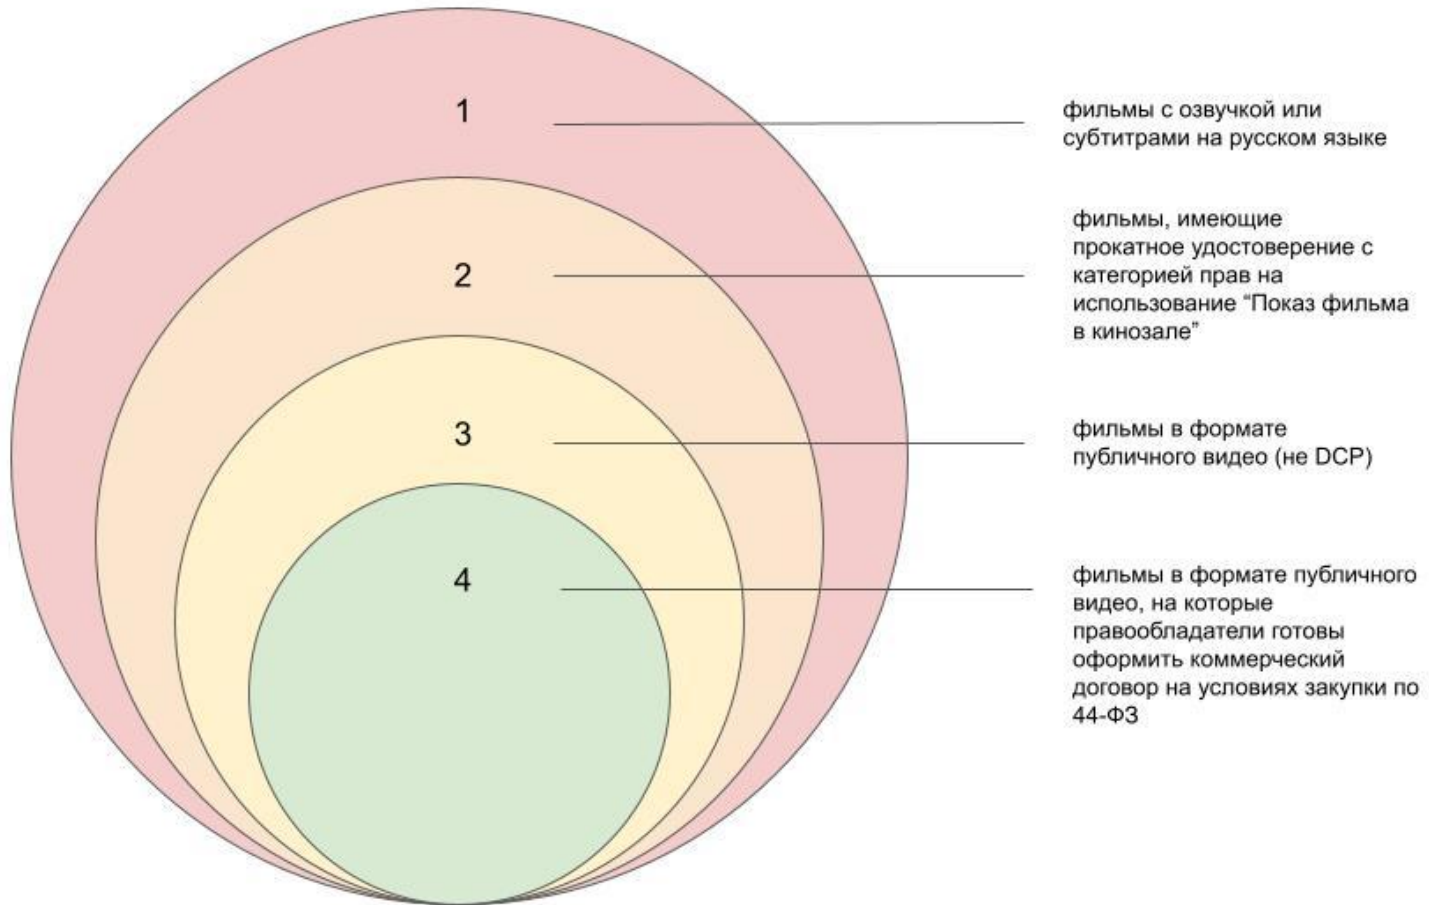 1
фильмы с озвучкой или
субтитрами на русском языке
2
фильмы, имеющие
прокатное удостоверение с
категорией прав на
использование “Показ фильма
в кинозале”
3
фильмы в формате
публичного видео (не DCP)
4
фильмы в формате публичного
видео, на которые
правообладатели готовы
оформить коммерческий
договор на условиях закупки по
44-ФЗ